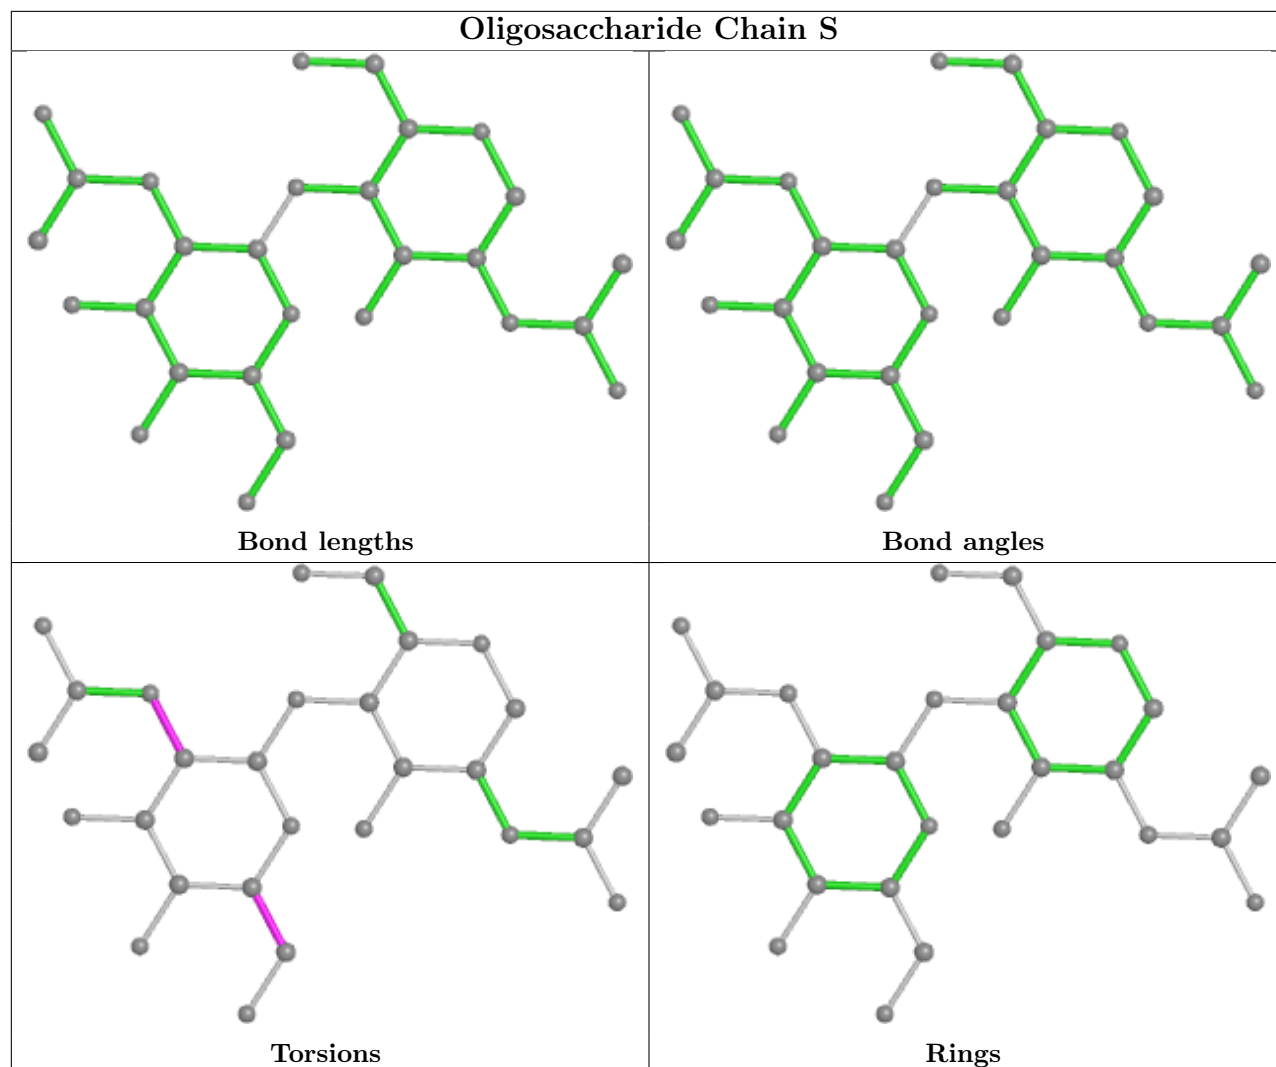 Oligosaccharide Chain S
Bond lengths
Bond angles
Torsions
Rings